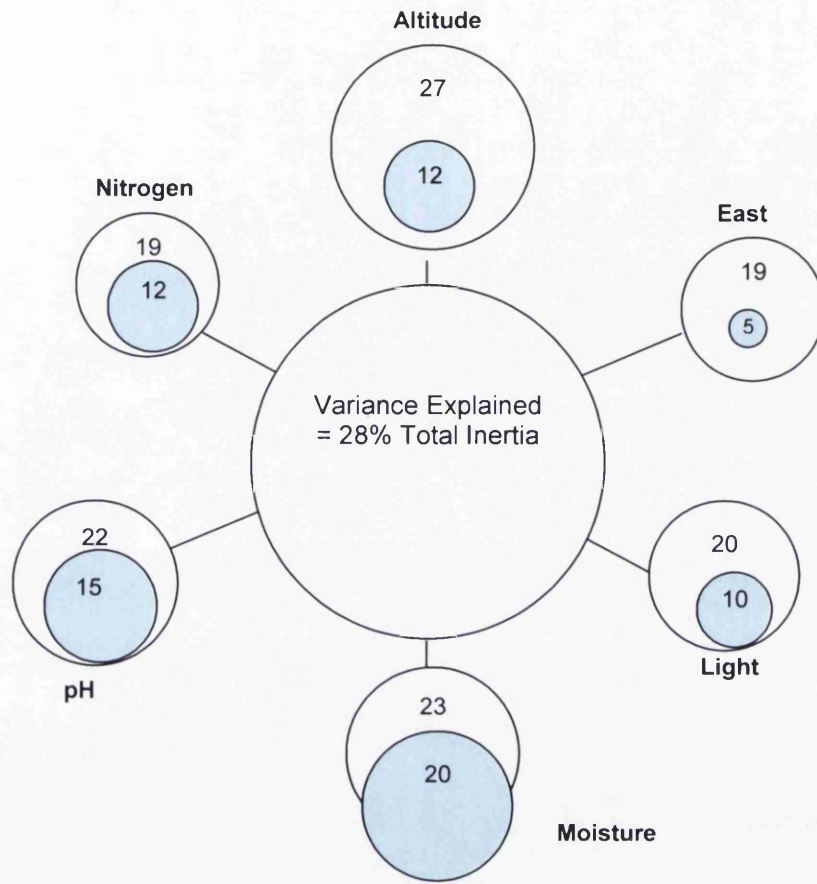 Altitude
27
12
Nitrogen
19
12
East
19
5
Variance Explained
= 28% Total Inertia
22
15
pH
20
10
Light
23
20
Moisture